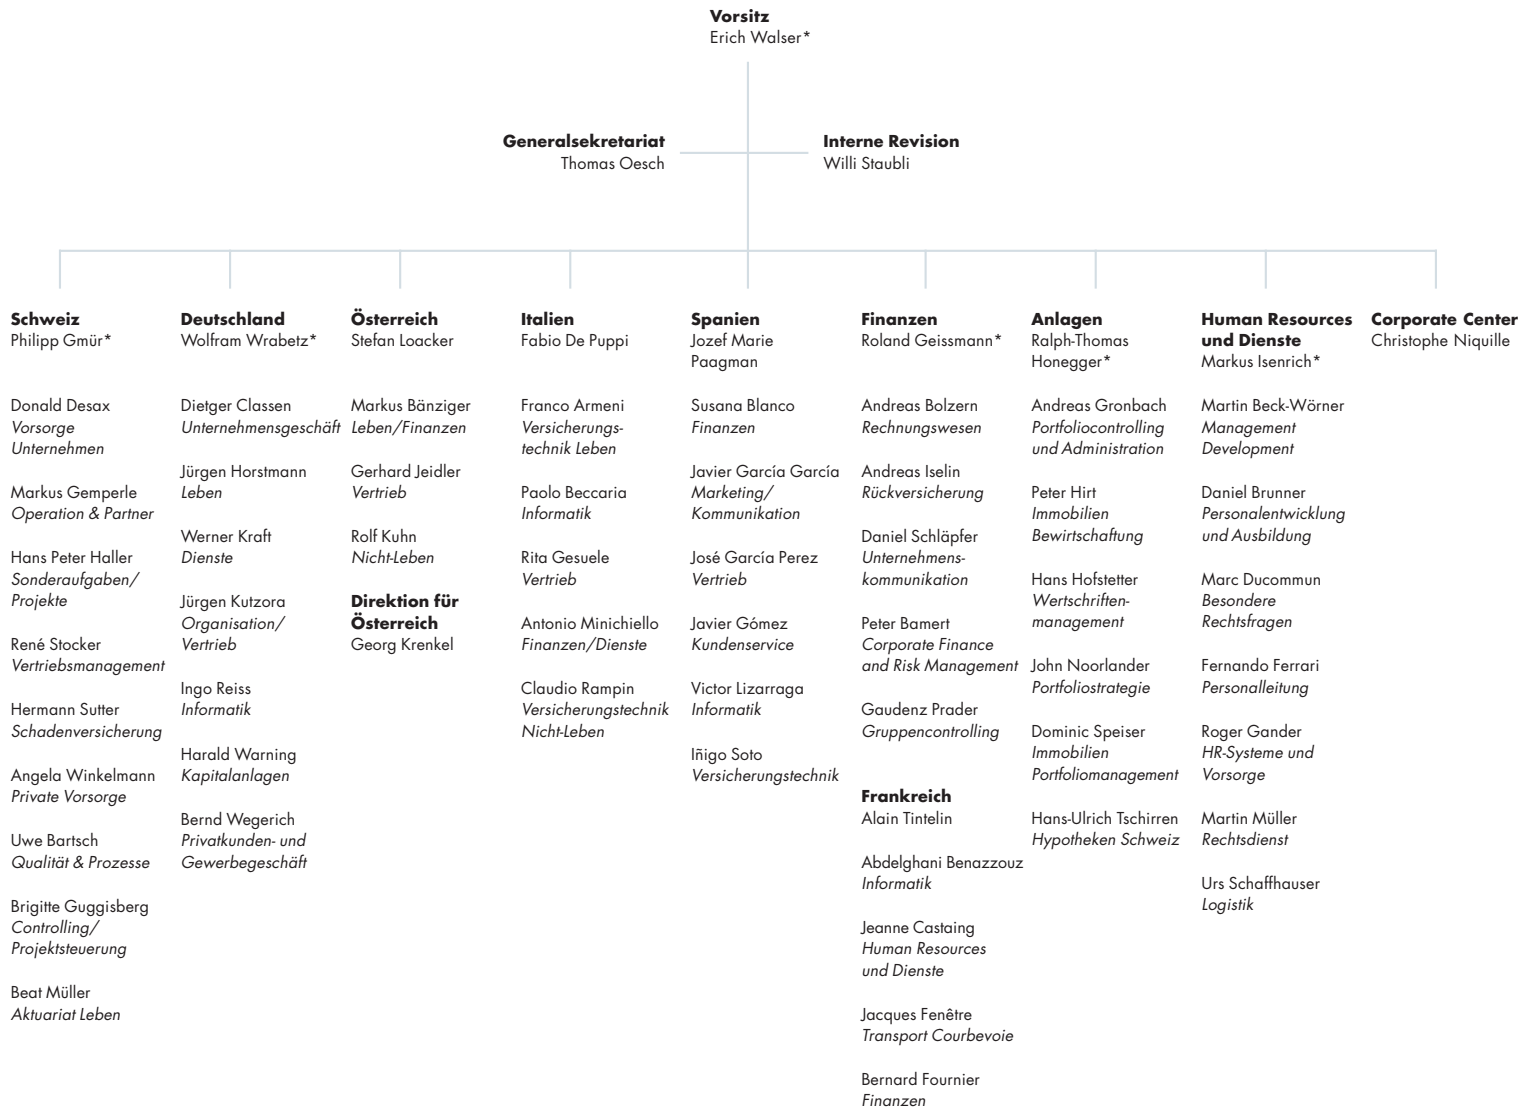 Vorsitz
Erich Walser*
Generalsekretariat
Thomas Oesch
Interne Revision
Willi Staubli
Schweiz
Philipp Gmür*
Donald Desax
Vorsorge
Unternehmen
Markus Gemperle
Operation & Partner
Hans Peter Haller
Sonderaufgaben/
Projekte
René Stocker
Vertriebsmanagement
Hermann Sutter
Schadenversicherung
Angela Winkelmann
Private Vorsorge
Uwe Bartsch
Qualität & Prozesse
Brigitte Guggisberg
Controlling/
Projektsteuerung
Beat Müller
Aktuariat Leben
Deutschland
Wolfram Wrabetz*
Dietger Classen
Unternehmensgeschäft
Jürgen Horstmann
Leben
Werner Kraft
Dienste
Jürgen Kutzora
Organisation/
Vertrieb
Ingo Reiss
Informatik
Harald Warning
Kapitalanlagen
Bernd Wegerich
Privatkunden- und
Gewerbegeschäft
Österreich
Stefan Loacker
Markus Bänziger
Leben/Finanzen
Gerhard Jeidler
Vertrieb
Rolf Kuhn
Nicht-Leben
Direktion für
Österreich
Georg Krenkel
Italien
Fabio De Puppi
Franco Armeni
Versicherungs-
technik Leben
Paolo Beccaria
Informatik
Rita Gesuele
Vertrieb
Antonio Minichiello
Finanzen/Dienste
Claudio Rampin
Versicherungstechnik
Nicht-Leben
Spanien
Jozef Marie
Paagman
Susana Blanco
Finanzen
Javier García García
Marketing/
Kommunikation
José García Perez
Vertrieb
Javier Gómez
Kundenservice
Victor Lizarraga
Informatik
Iñigo Soto
Versicherungstechnik
Finanzen
Roland Geissmann*
Andreas Bolzern
Rechnungswesen
Andreas Iselin
Rückversicherung
Daniel Schläpfer
Unternehmens-
kommunikation
Peter Bamert
Corporate Finance
and Risk Management
Gaudenz Prader
Gruppencontrolling
Frankreich
Alain Tintelin
Abdelghani Benazzouz
Informatik
Jeanne Castaing
Human Resources
und Dienste
Jacques Fenêtre
Transport Courbevoie
Bernard Fournier
Finanzen
Anlagen
Ralph-Thomas
Honegger*
Andreas Gronbach
Portfoliocontrolling
und Administration
Peter Hirt
Immobilien
Bewirtschaftung
Hans Hofstetter
Wertschriften-
management
John Noorlander
Portfoliostrategie
Dominic Speiser
Immobilien
Portfoliomanagement
Hans-Ulrich Tschirren
Hypotheken Schweiz
Human Resources
und Dienste
Markus Isenrich*
Martin Beck-Wörner
Management
Development
Daniel Brunner
Personalentwicklung
und Ausbildung
Marc Ducommun
Besondere
Rechtsfragen
Fernando Ferrari
Personalleitung
Roger Gander
HR-Systeme und
Vorsorge
Martin Müller
Rechtsdienst
Urs Schaffhauser
Logistik
Corporate Center
Christophe Niquille